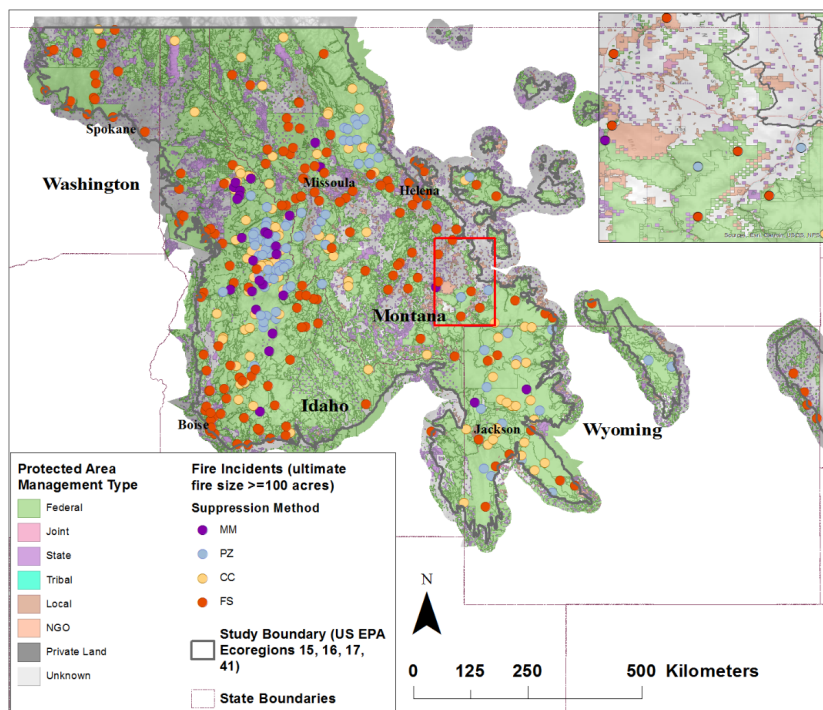 Spokane
Washington
Missoula
Helena
Montana
Idaho
Boise
Jackson
Wyoming
Protected Area
Management Type
Federal
Joint
State
Tribal
Local
NGO
Private Land
Unknown
Fire Incidents (ultimate
fire size >=100 acres)
Suppression Method
MM
PZ
CC
FS
Study Boundary (US EPA
Ecoregions 15, 16, 17,
41)
State Boundaries
N
0 125 250 500 Kilometers